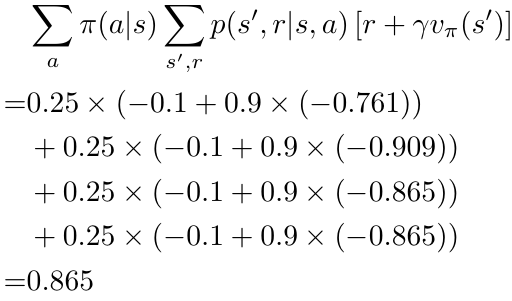 ∑_a π(a|s) ∑_{s′,r} p(s′, r|s, a) [r + γv_π(s′)]
=0.25 × (−0.1 + 0.9 × (−0.761))
+ 0.25 × (−0.1 + 0.9 × (−0.909))
+ 0.25 × (−0.1 + 0.9 × (−0.865))
+ 0.25 × (−0.1 + 0.9 × (−0.865))
=0.865